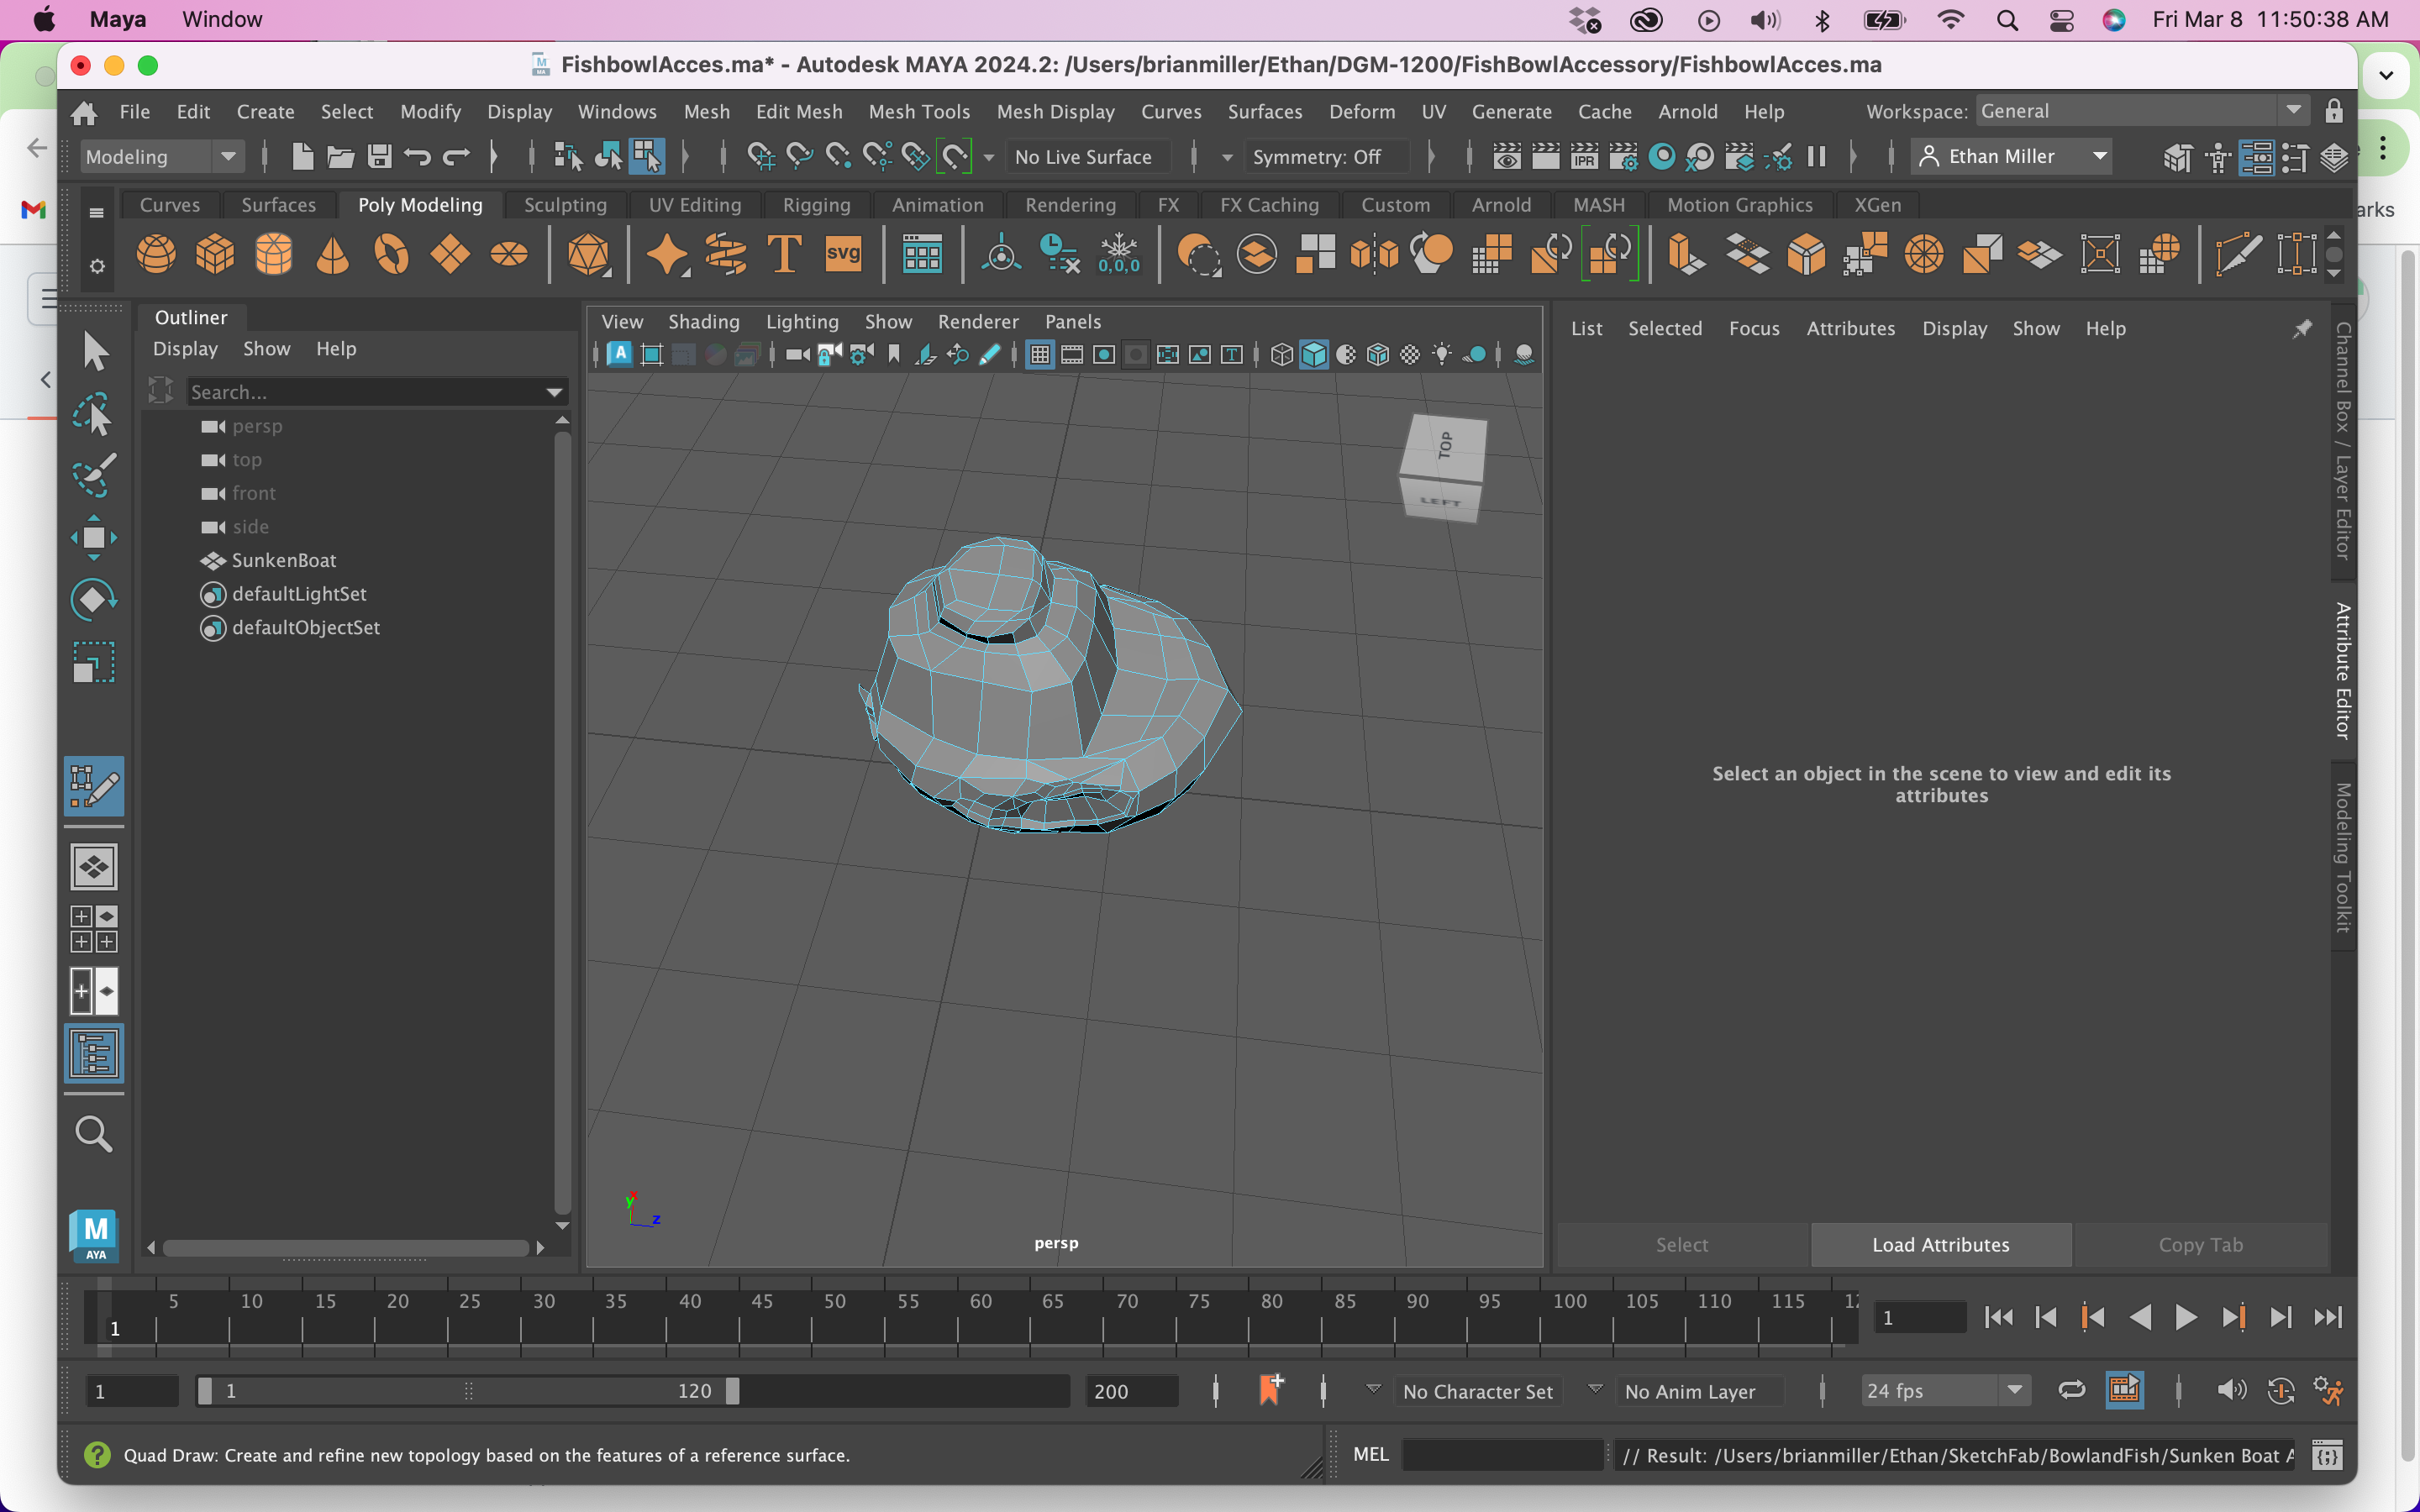 Maya Window Fri Mar 8 11:50:38 AM
FishbowlAcces.ma* - Autodesk MAYA 2024.2: /Users/brianmiller/Ethan/DGM-1200/FishBowlAccessory/FishbowlAcces.ma
File Edit Create Select Modify Display Windows Mesh Edit Mesh Mesh Tools Mesh Display Curves Surfaces Deform UV Generate Cache Arnold Help Workspace: General
Modeling No Live Surface Symmetry: Off IPR Ethan Miller
Curves Surfaces Poly Modeling Sculpting UV Editing Rigging Animation Rendering FX FX Caching Custom Arnold MASH Motion Graphics XGen
arks
T svg 0,0,0
Outliner
Display Show Help
Search...
persp
top
front
side
SunkenBoat
defaultLightSet
defaultObjectSet
View Shading Lighting Show Renderer Panels
TOP
LEFT
y x z
persp
List Selected Focus Attributes Display Show Help
Select an object in the scene to view and edit its
attributes
Select Load Attributes Copy Tab
Channel Box / Layer Editor
Attribute Editor
Modeling Toolkit
M
AYA
5 10 15 20 25 30 35 40 45 50 55 60 65 70 75 80 85 90 95 100 105 110 115 12
1 1
1 1 120 200 No Character Set No Anim Layer 24 fps
Quad Draw: Create and refine new topology based on the features of a reference surface. MEL // Result: /Users/brianmiller/Ethan/SketchFab/BowlandFish/Sunken Boat A